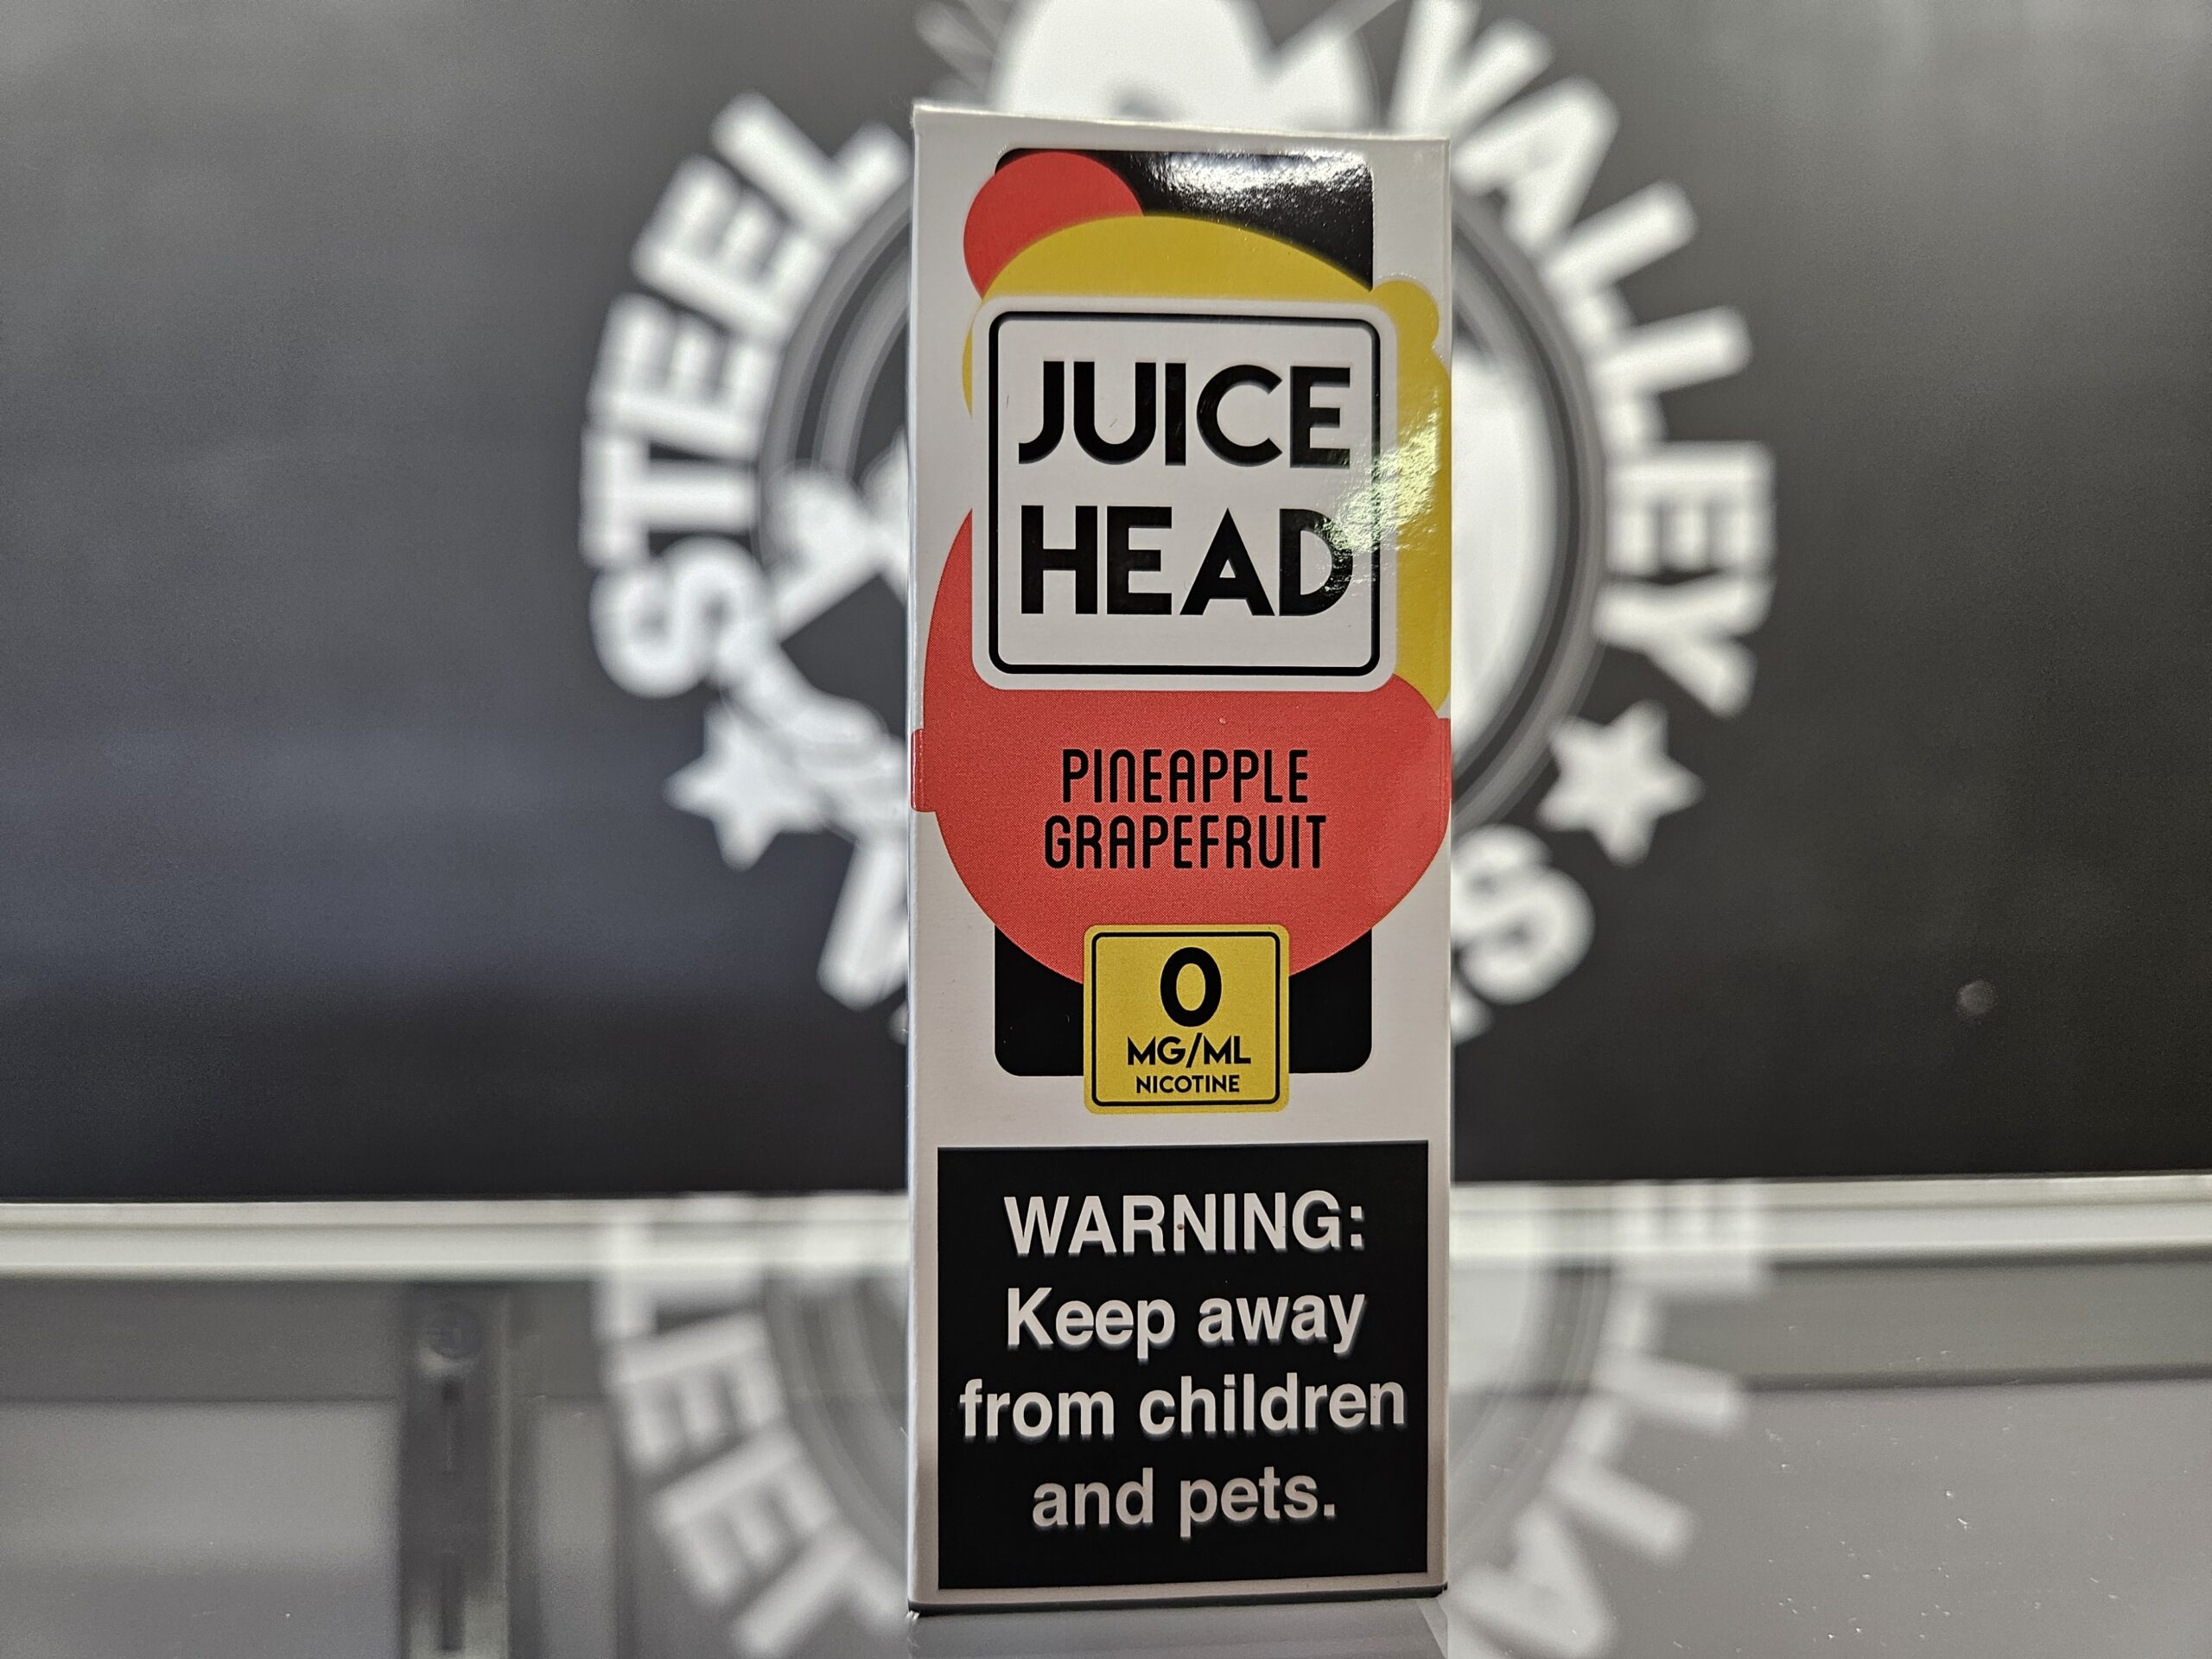 STEEL VALLEY
JUICE
HEAD
PINEAPPLE
GRAPEFRUIT
0
MG/ML
NICOTINE
WARNING:
Keep away
from children
and pets.